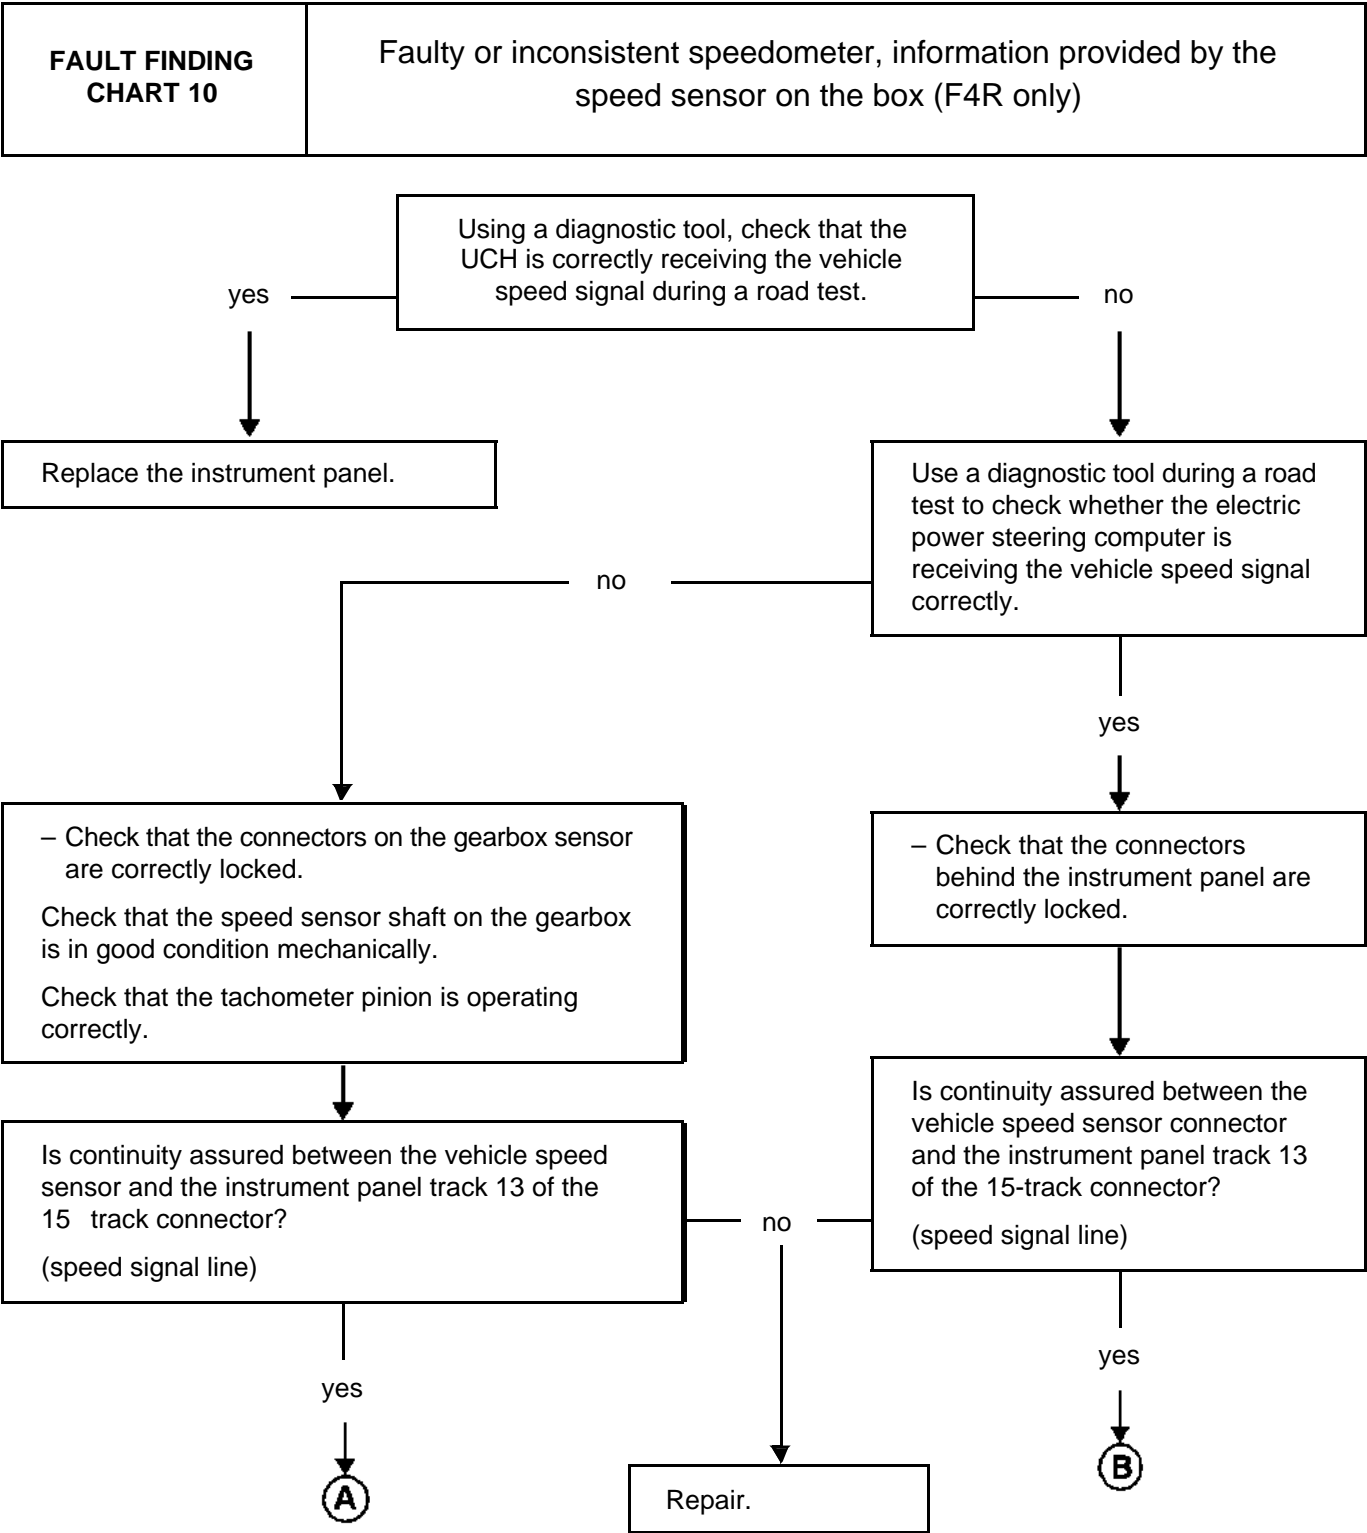 FAULT FINDING
CHART 10
Faulty or inconsistent speedometer, information provided by the
speed sensor on the box (F4R only)
Using a diagnostic tool, check that the
UCH is correctly receiving the vehicle
speed signal during a road test.
yes
no
Replace the instrument panel.
Use a diagnostic tool during a road
test to check whether the electric
power steering computer is
receiving the vehicle speed signal
correctly.
no
yes
– Check that the connectors on the gearbox sensor
are correctly locked.
Check that the speed sensor shaft on the gearbox
is in good condition mechanically.
Check that the tachometer pinion is operating
correctly.
– Check that the connectors
behind the instrument panel are
correctly locked.
Is continuity assured between the vehicle speed
sensor and the instrument panel track 13 of the
15 track connector?
(speed signal line)
no
Is continuity assured between the
vehicle speed sensor connector
and the instrument panel track 13
of the 15-track connector?
(speed signal line)
yes
yes
A
Repair.
B